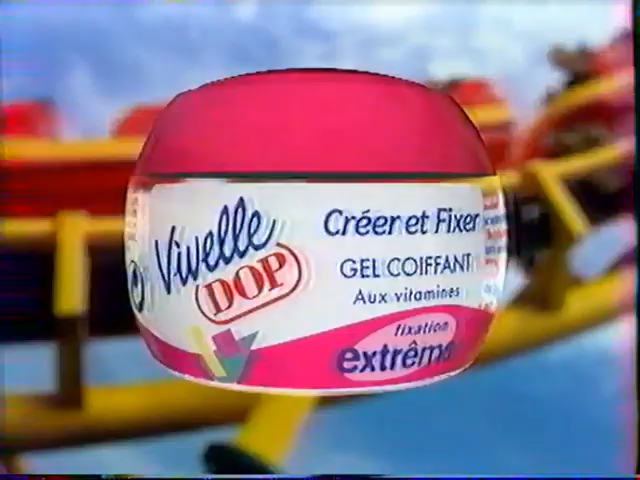 Vivelle
DOP
Créer et Fixer
GEL COIFFANT
Aux vitamines
fixation
extrême